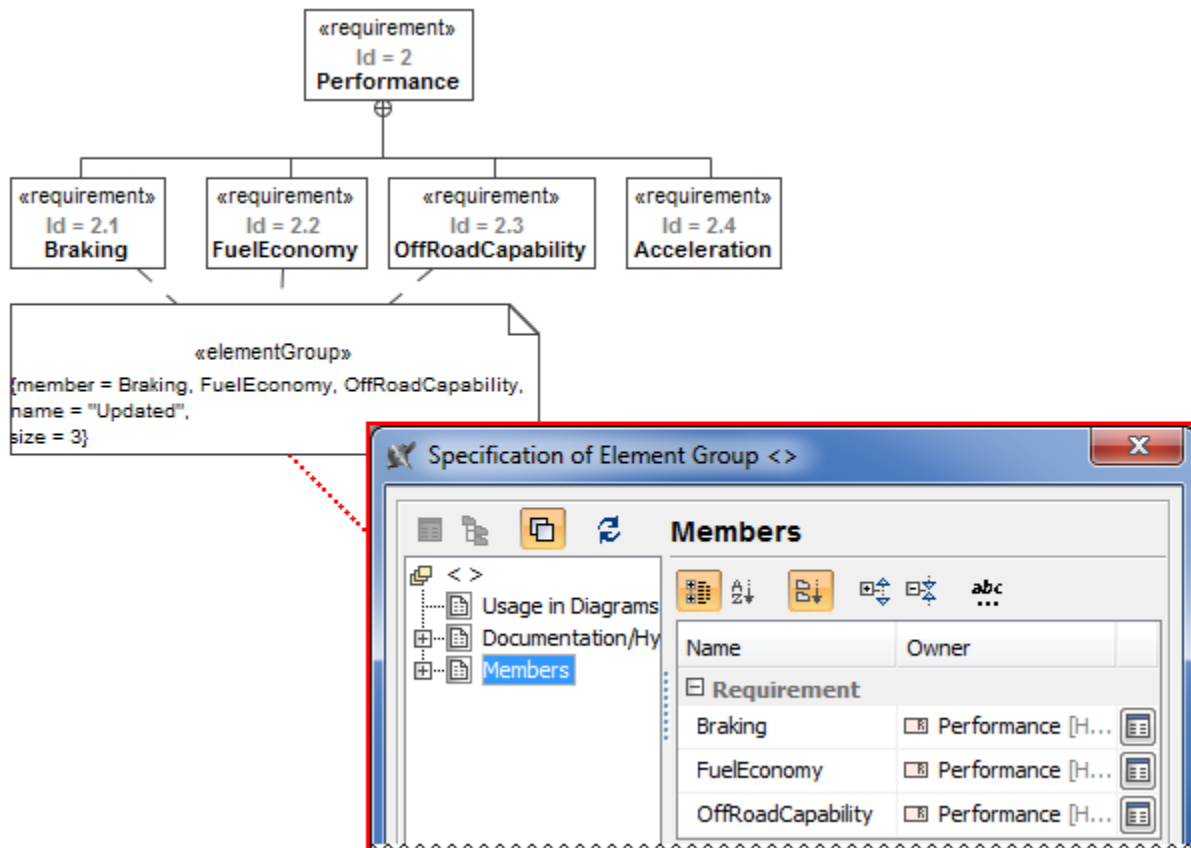 «requirement»
Id = 2
Performance
«requirement» «requirement» «requirement» «requirement»
Id = 2.1 Id = 2.2 Id = 2.3 Id = 2.4
Braking FuelEconomy OffRoadCapability Acceleration
«elementGroup»
{member = Braking, FuelEconomy, OffRoadCapability,
name = "Updated",
size = 3}
Specification of Element Group <>
Members
< >
Usage in Diagrams
Documentation/Hy
Members
A Z
abc
...
Name Owner
Requirement
Braking R Performance [H...
FuelEconomy R Performance [H...
OffRoadCapability R Performance [H...